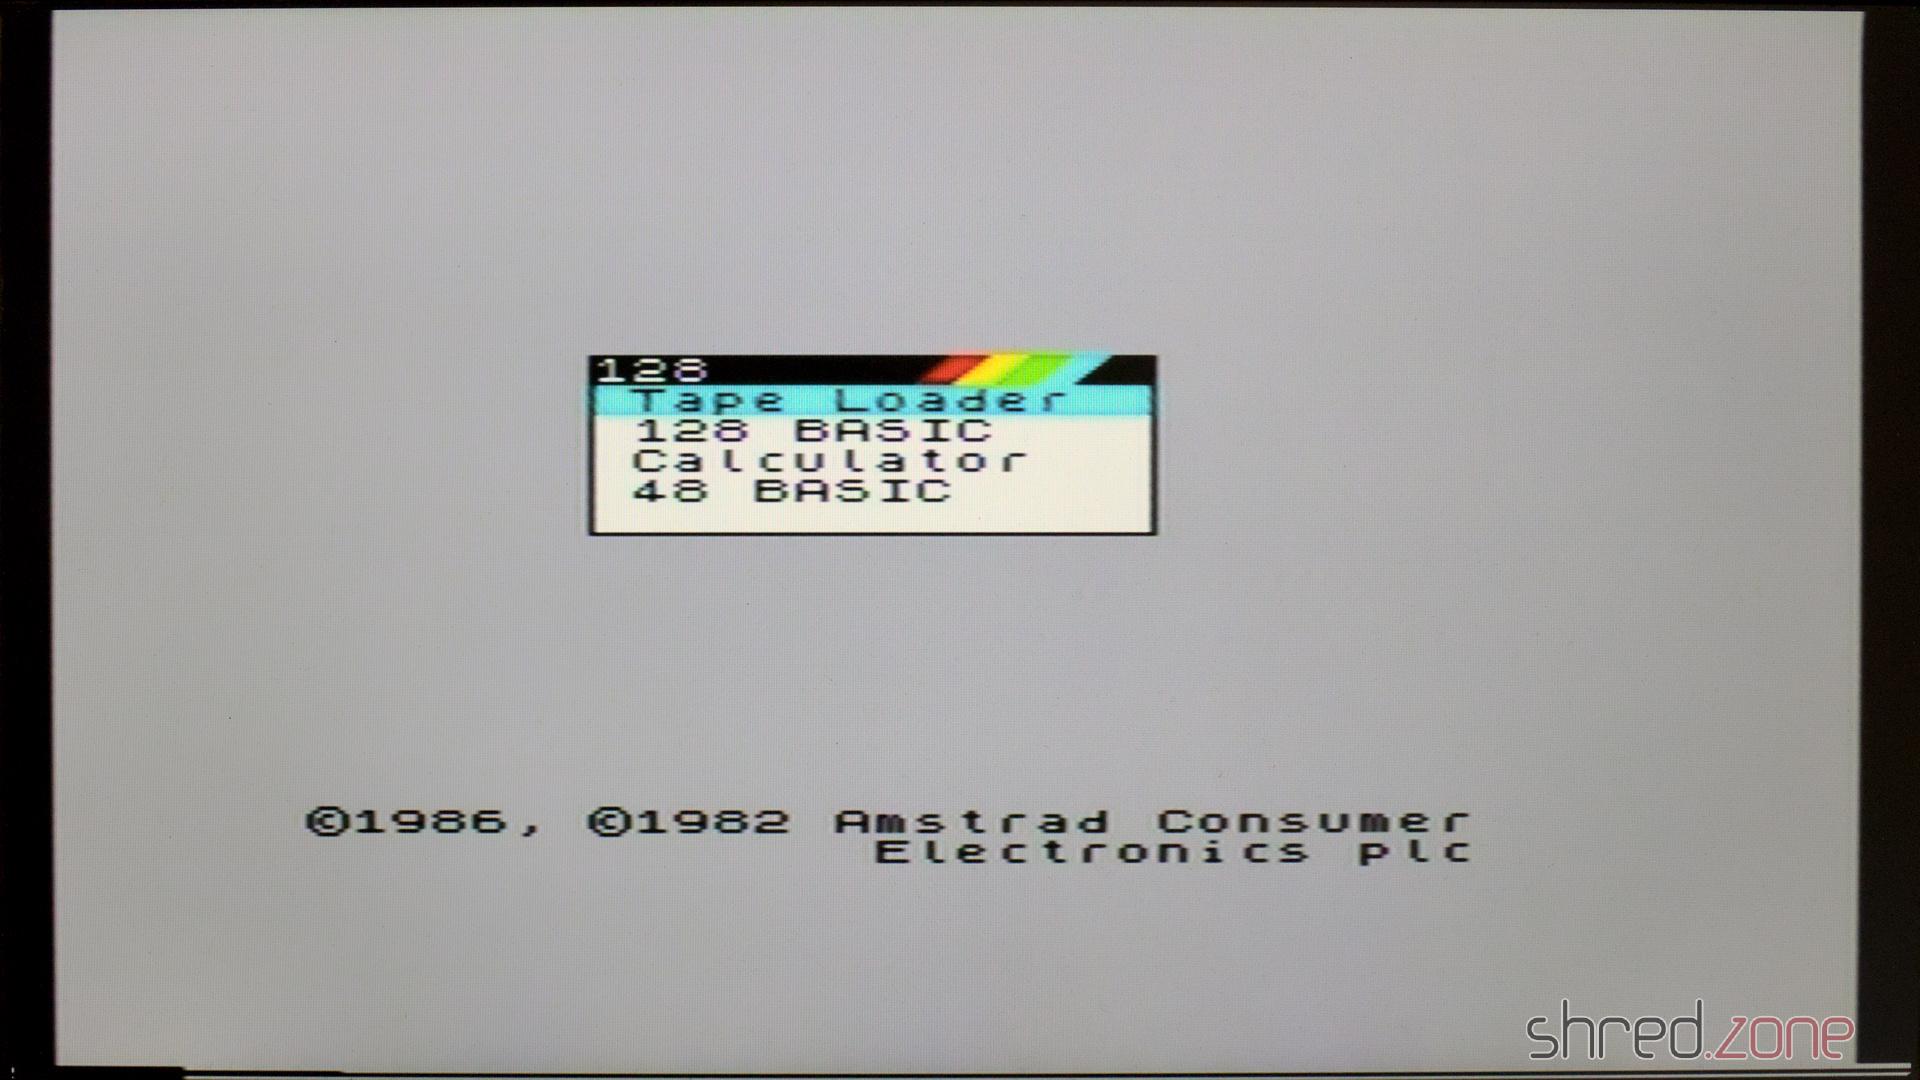 128
Tape Loader
128 BASIC
Calculator
48 BASIC
©1986, ©1982 Amstrad Consumer
Electronics plc
shred.zone